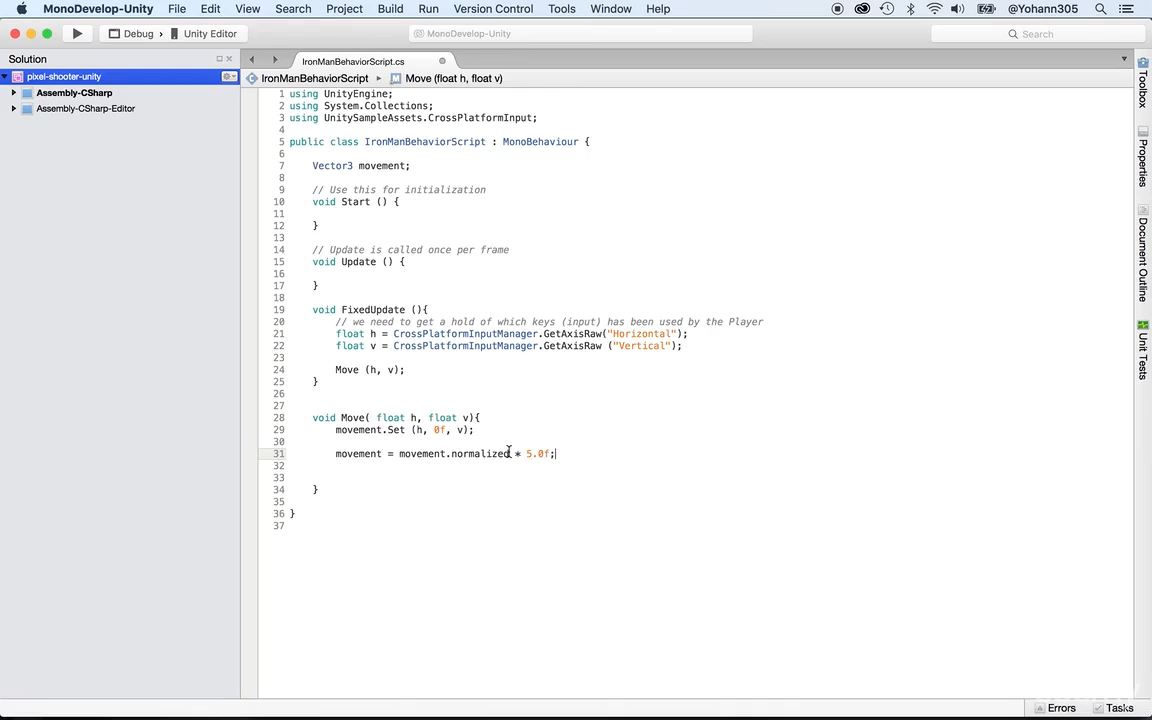 MonoDevelop-Unity File Edit View Search Project Build Run Version Control Tools Window Help @Yohann305
Debug › Unity Editor MonoDevelop-Unity Search
Solution
IronManBehaviorScript.cs
pixel-shooter-unity
IronManBehaviorScript ▸ Move (float h, float v)
Assembly-CSharp
Assembly-CSharp-Editor
1 using UnityEngine;
2 using System.Collections;
3 using UnitySampleAssets.CrossPlatformInput;
4
5 public class IronManBehaviorScript : MonoBehaviour {
6
7 Vector3 movement;
8
9 // Use this for initialization
10 void Start () {
11
12 }
13
14 // Update is called once per frame
15 void Update () {
16
17 }
18
19 void FixedUpdate (){
20 // we need to get a hold of which keys (input) has been used by the Player
21 float h = CrossPlatformInputManager.GetAxisRaw("Horizontal");
22 float v = CrossPlatformInputManager.GetAxisRaw ("Vertical");
23
24 Move (h, v);
25 }
26
27
28 void Move( float h, float v){
29 movement.Set (h, 0f, v);
30
31 movement = movement.normalized * 5.0f;
32
33
34 }
35
36 }
37
Toolbox
Properties
Document Outline
Unit Tests
Errors Tasks